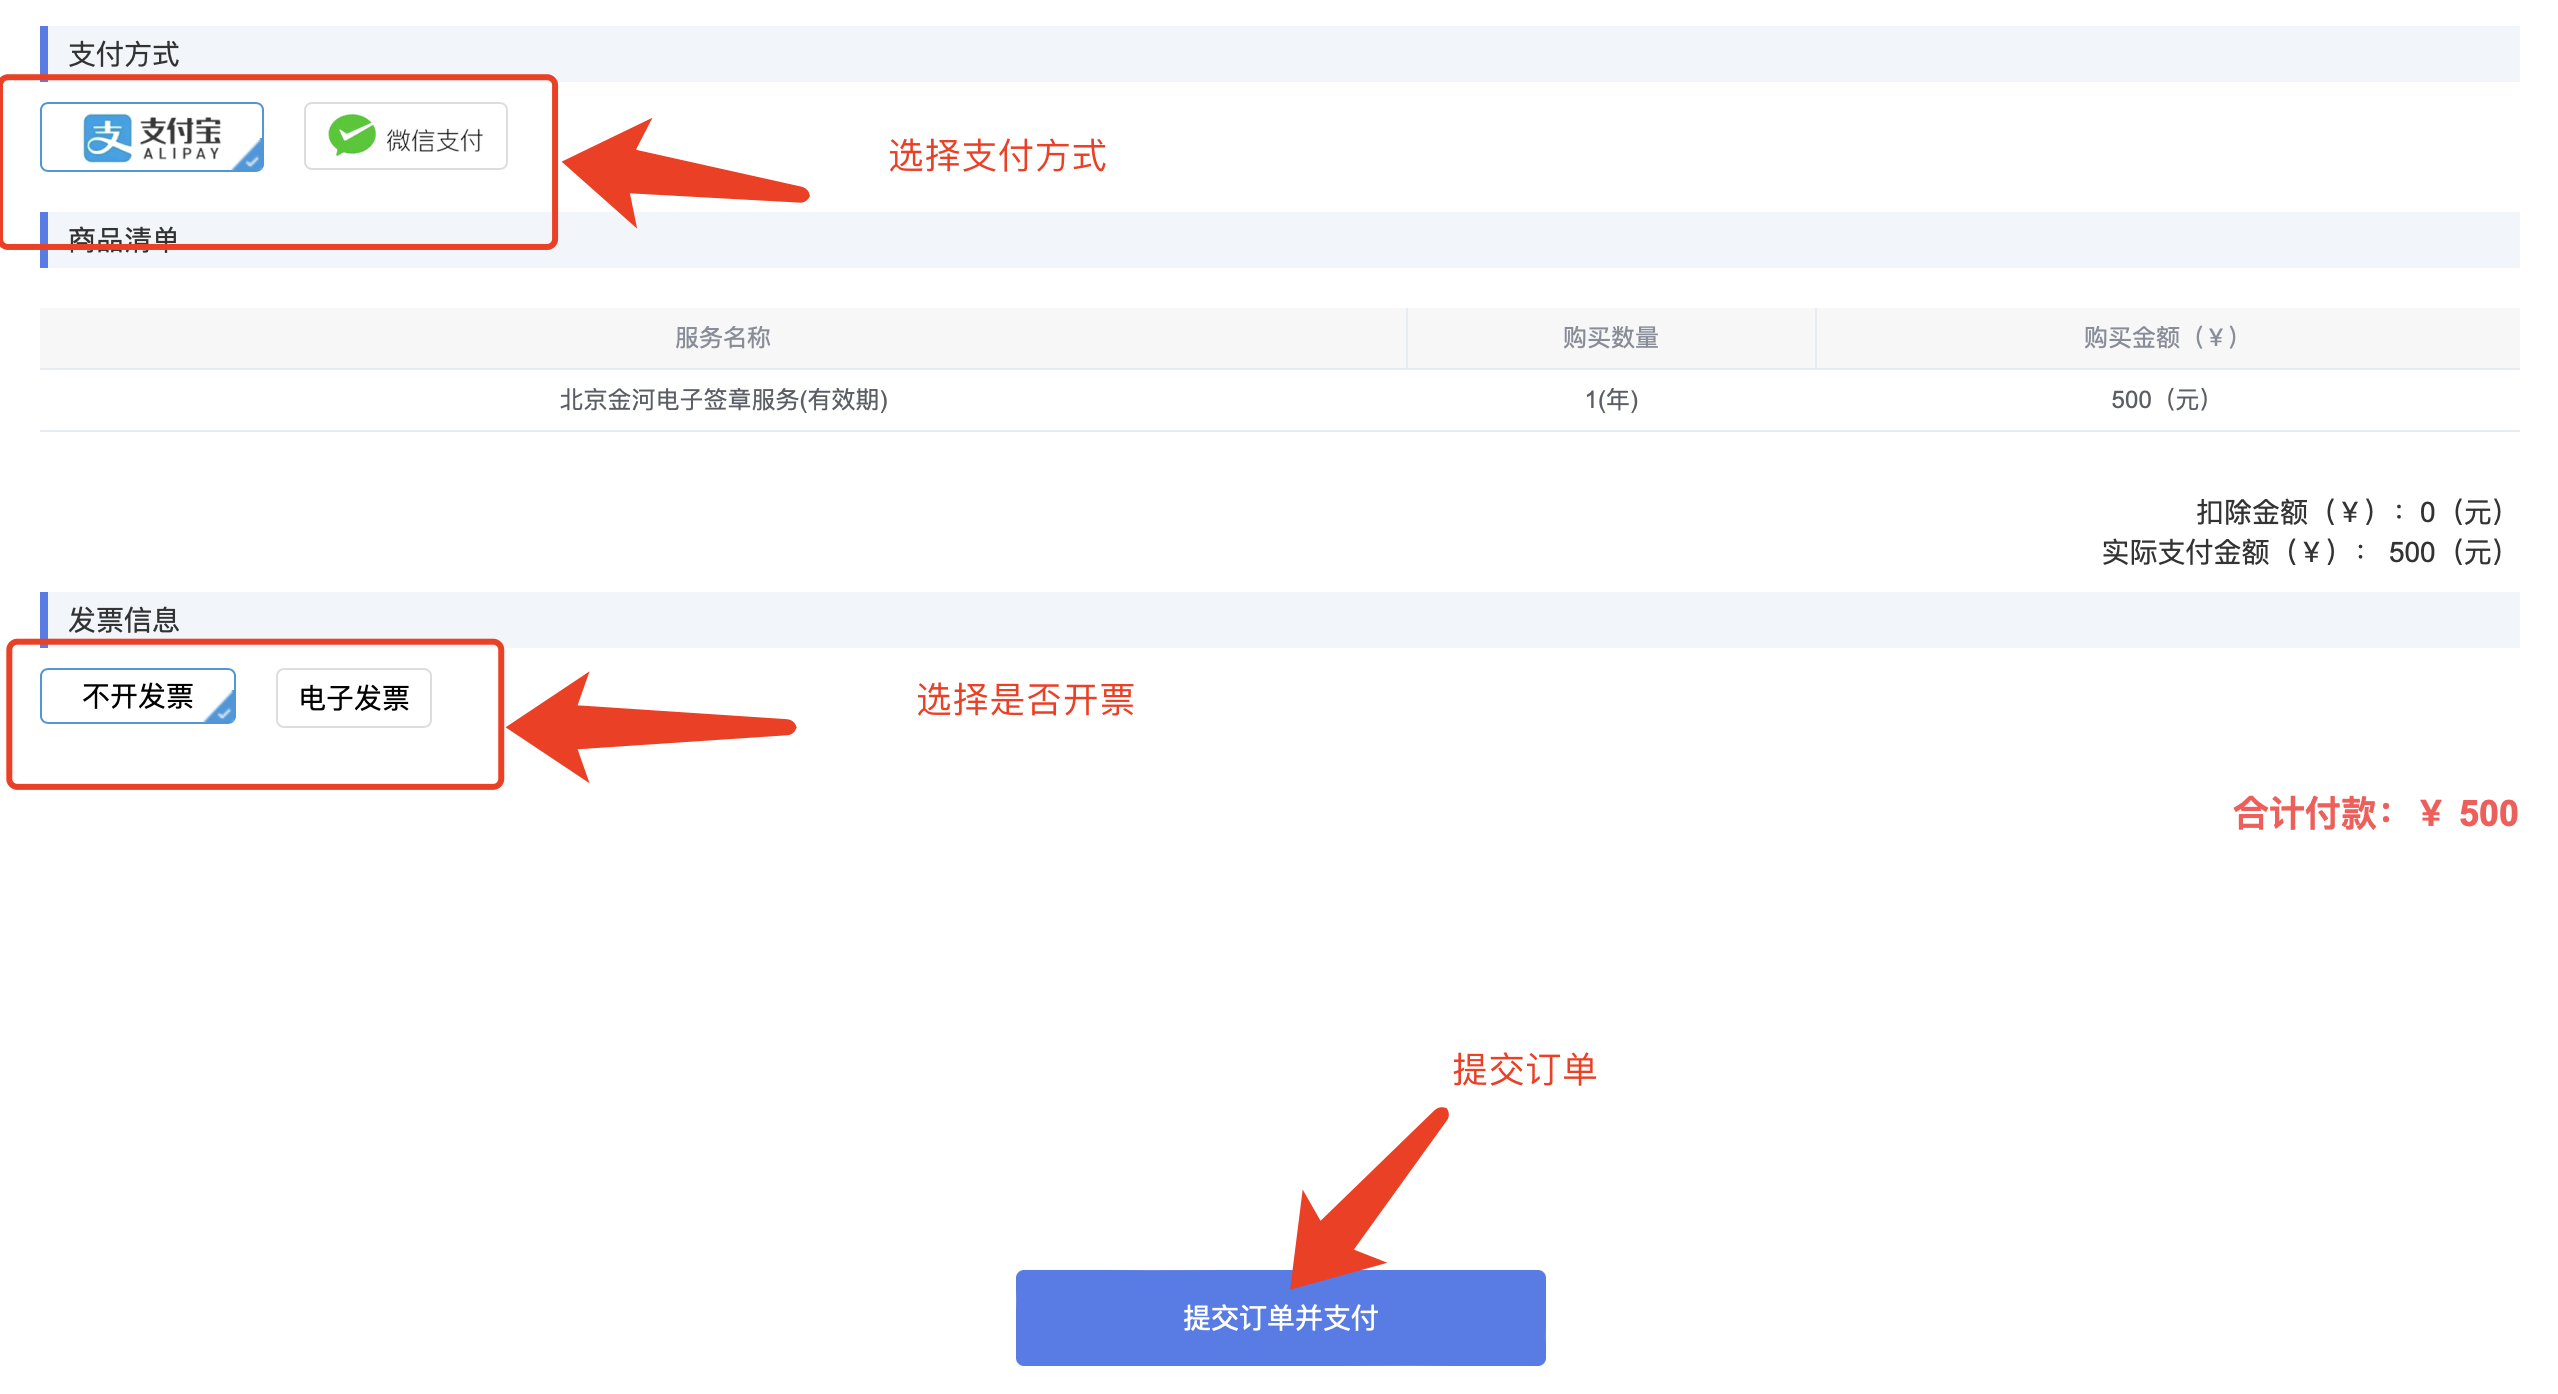 支付方式
支付宝
ALIPAY
微信支付
选择支付方式
商品清单
服务名称 购买数量 购买金额（¥）
北京金河电子签章服务(有效期) 1(年) 500（元）
扣除金额（¥）：0（元）
实际支付金额（¥）： 500（元）
发票信息
不开发票 电子发票
选择是否开票
合计付款：¥ 500
提交订单
提交订单并支付